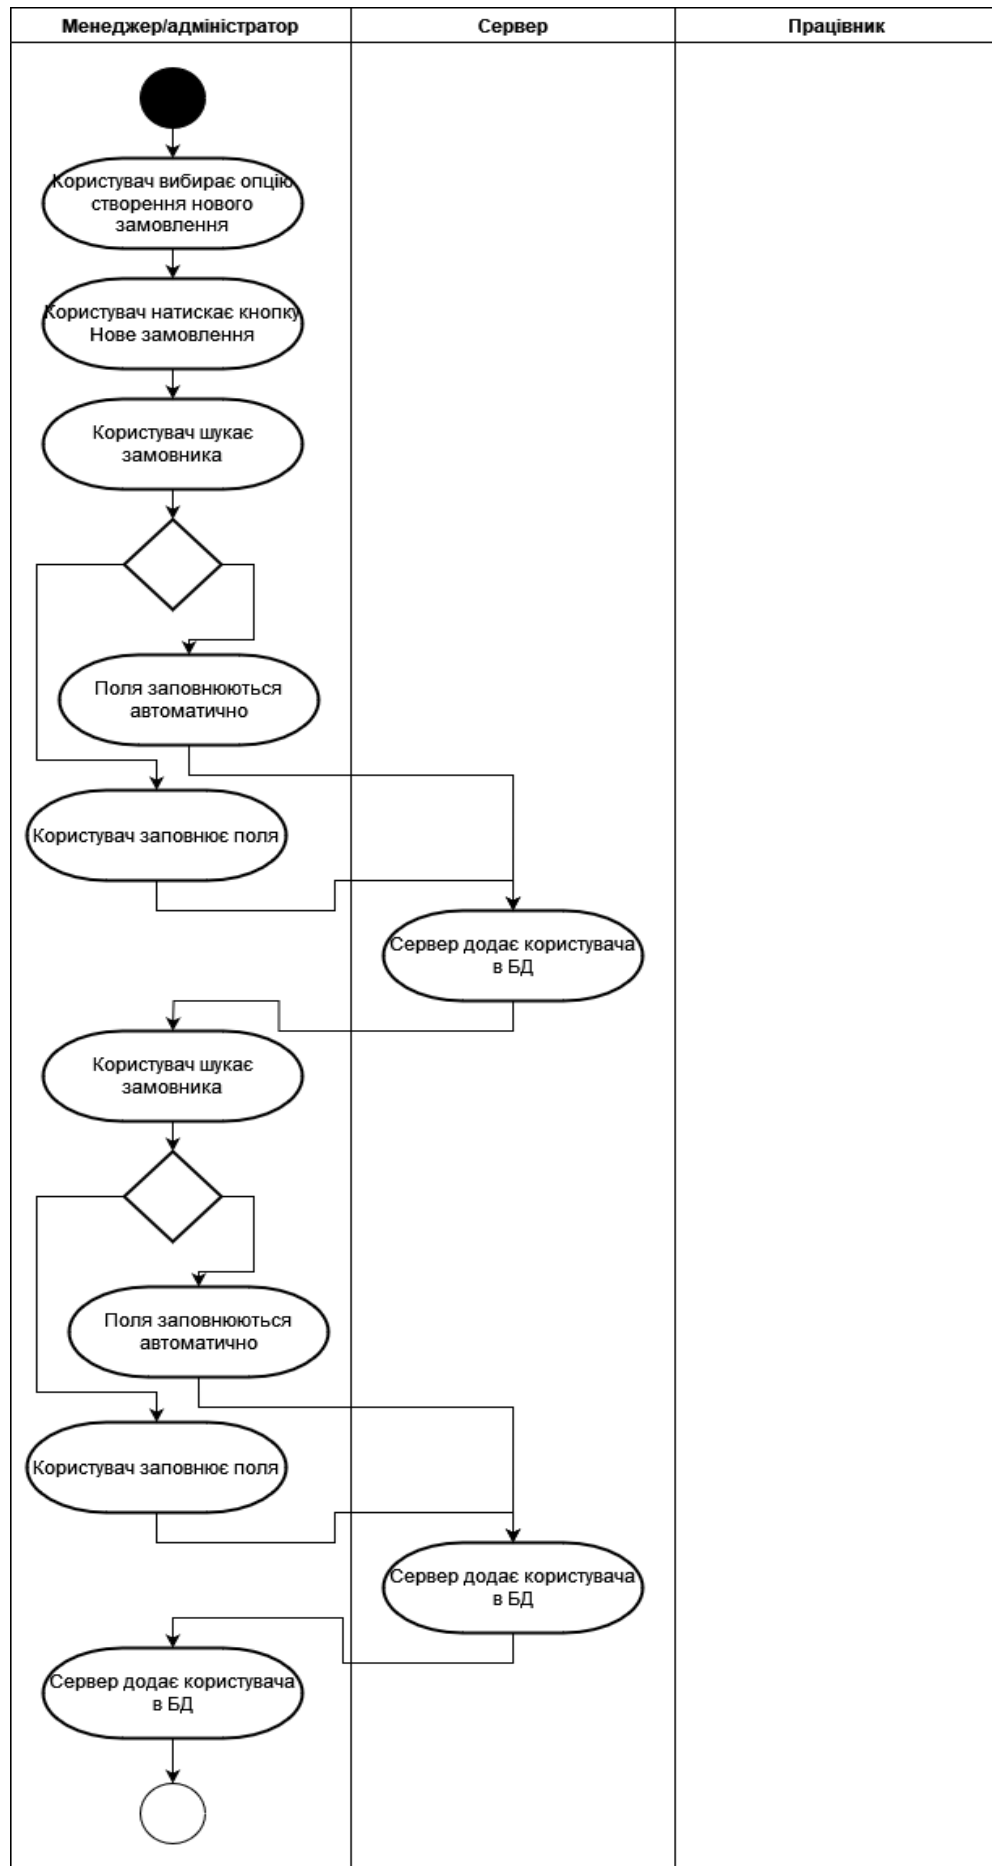 Менеджер/адміністратор
Сервер
Працівник
Користувач вибирає опцію
створення нового
замовлення
Користувач натискає кнопку
Нове замовлення
Користувач шукає
замовника
Поля заповнюються
автоматично
Користувач заповнює поля
Сервер додає користувача
в БД
Користувач шукає
замовника
Поля заповнюються
автоматично
Користувач заповнює поля
Сервер додає користувача
в БД
Сервер додає користувача
в БД